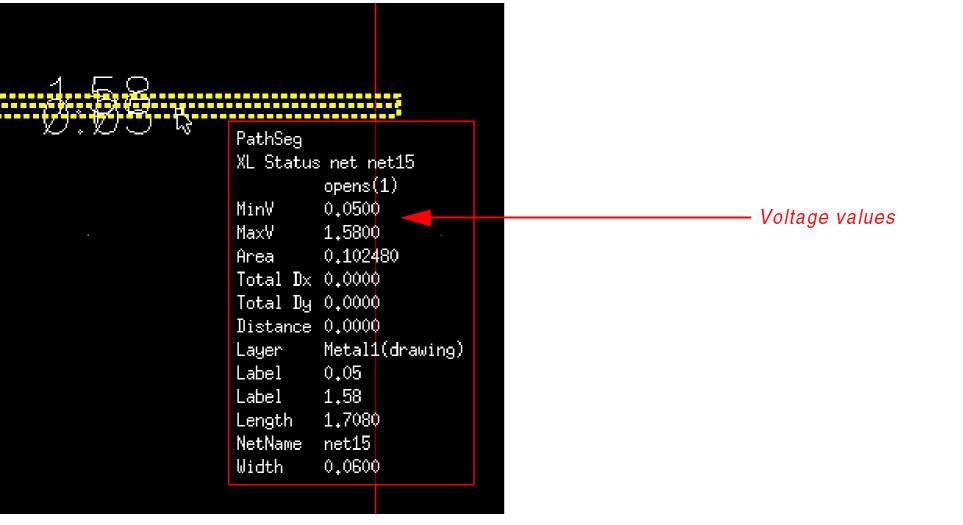 1.58
0.05
PathSeg
XL Status net net15
opens(1)
MinV 0.0500
MaxV 1.5800
Area 0.102480
Total Dx 0.0000
Total Dy 0.0000
Distance 0.0000
Layer Metal1(drawing)
Label 0.05
Label 1.58
Length 1.7080
NetName net15
Width 0.0600
Voltage values